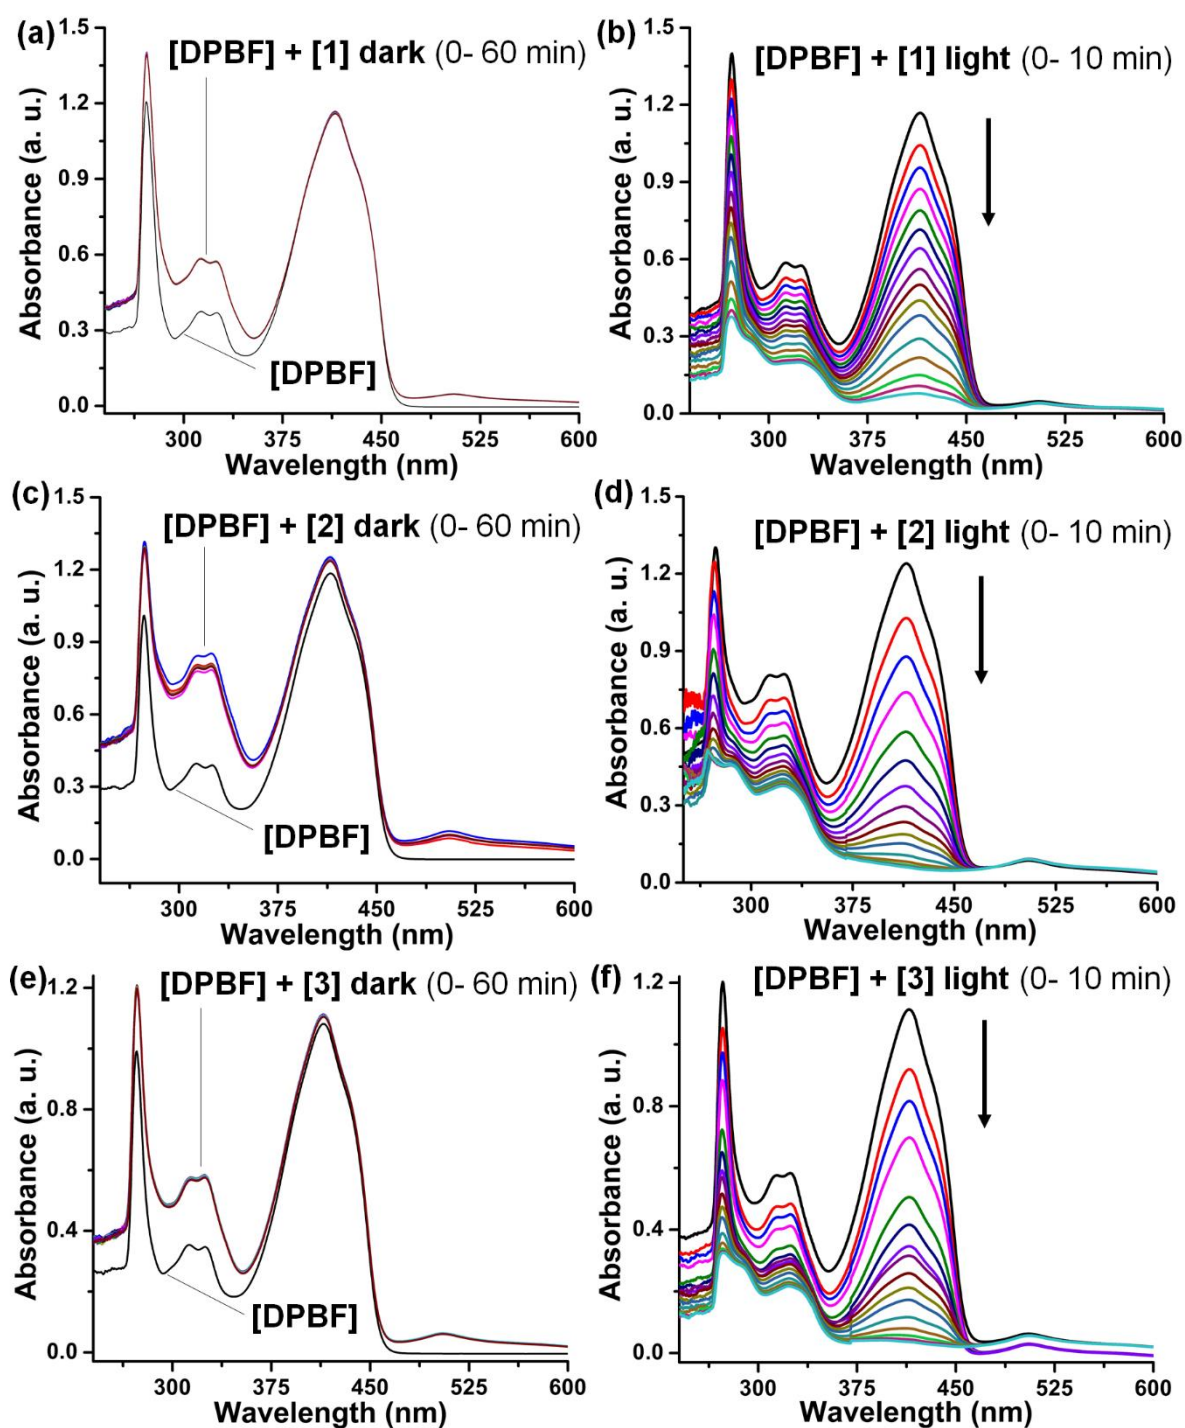 (a)
[DPBF] + [1] dark (0- 60 min)
[DPBF]
Absorbance (a. u.)
1.5
1.2
0.9
0.6
0.3
0.0
300 375 450 525 600
Wavelength (nm)
(b)
[DPBF] + [1] light (0- 10 min)
Absorbance (a. u.)
1.5
1.2
0.9
0.6
0.3
0.0
300 375 450 525 600
Wavelength (nm)
(c)
[DPBF] + [2] dark (0- 60 min)
[DPBF]
Absorbance (a. u.)
1.5
1.2
0.9
0.6
0.3
0.0
300 375 450 525 600
Wavelength (nm)
(d)
[DPBF] + [2] light (0- 10 min)
Absorbance (a. u.)
1.5
1.2
0.9
0.6
0.3
0.0
300 375 450 525 600
Wavelength (nm)
(e)
[DPBF] + [3] dark (0- 60 min)
[DPBF]
Absorbance (a. u.)
1.2
0.8
0.4
0.0
300 375 450 525 600
Wavelength (nm)
(f)
[DPBF] + [3] light (0- 10 min)
Absorbance (a. u.)
1.2
0.8
0.4
0.0
300 375 450 525 600
Wavelength (nm)